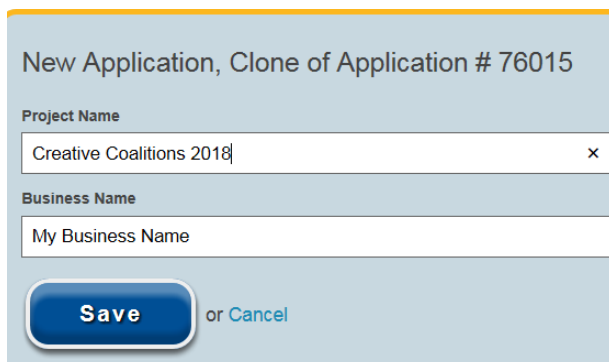 New Application, Clone of Application # 76015
Project Name
Creative Coalitions 2018
×
Business Name
My Business Name
Save or Cancel